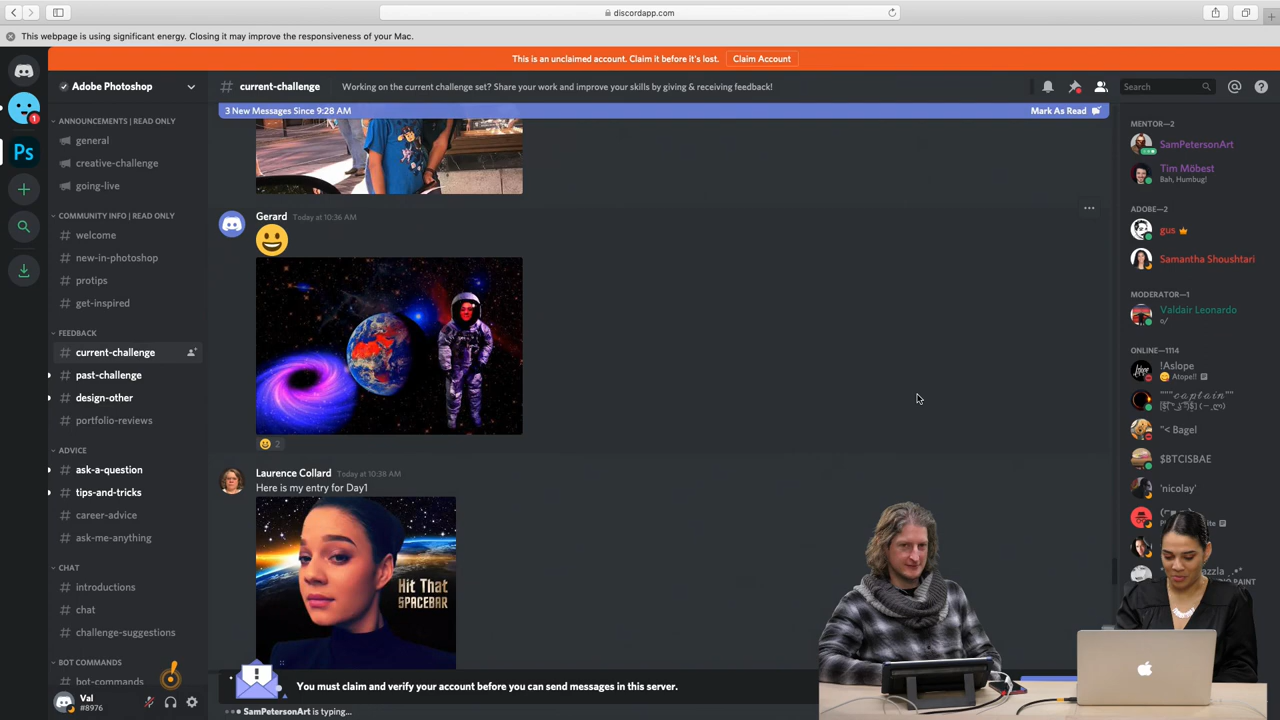 discordapp.com
This webpage is using significant energy. Closing it may improve the responsiveness of your Mac.
This is an unclaimed account. Claim it before it's lost.
Claim Account
Adobe Photoshop
# current-challenge
Working on the current challenge set? Share your work and improve your skills by giving & receiving feedback!
Search
3 New Messages Since 9:28 AM
Mark As Read
1
Ps
ANNOUNCEMENTS | READ ONLY
general
creative-challenge
going-live
COMMUNITY INFO | READ ONLY
# welcome
# new-in-photoshop
# protips
# get-inspired
FEEDBACK
# current-challenge
# past-challenge
# design-other
# portfolio-reviews
ADVICE
# ask-a-question
# tips-and-tricks
# career-advice
# ask-me-anything
CHAT
# introductions
# chat
# challenge-suggestions
BOT COMMANDS
# bot-commands
Val
#8976
Gerard Today at 10:36 AM
2
Laurence Collard Today at 10:38 AM
Here is my entry for Day1
Hit That
SPACEBAR
You must claim and verify your account before you can send messages in this server.
SamPetersonArt is typing...
MENTOR—2
SamPetersonArt
Tim Möbest
Bah, Humbug!
ADOBE—2
gus
Samantha Shoushtari
MODERATOR—1
Valdair Leonardo
o/
ONLINE—1114
!Aslope
Atope!!
"< Bagel
$BTCISBAE
'nicolay'